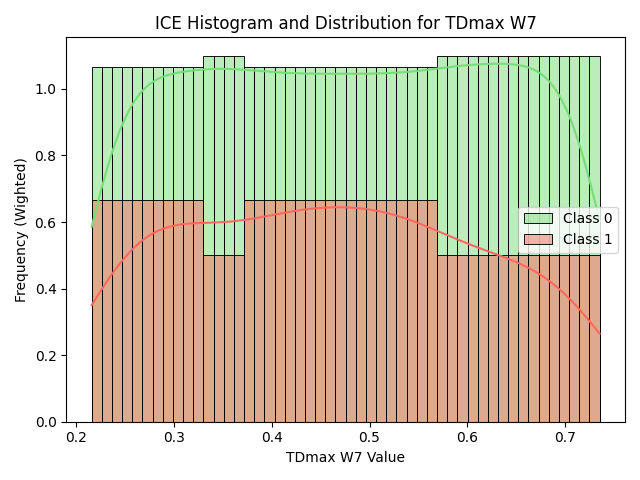 ICE Histogram and Distribution for TDmax W7
Frequency (Wighted)
1.0
0.8
0.6
0.4
0.2
0.0
Class 0
Class 1
0.2 0.3 0.4 0.5 0.6 0.7
TDmax W7 Value